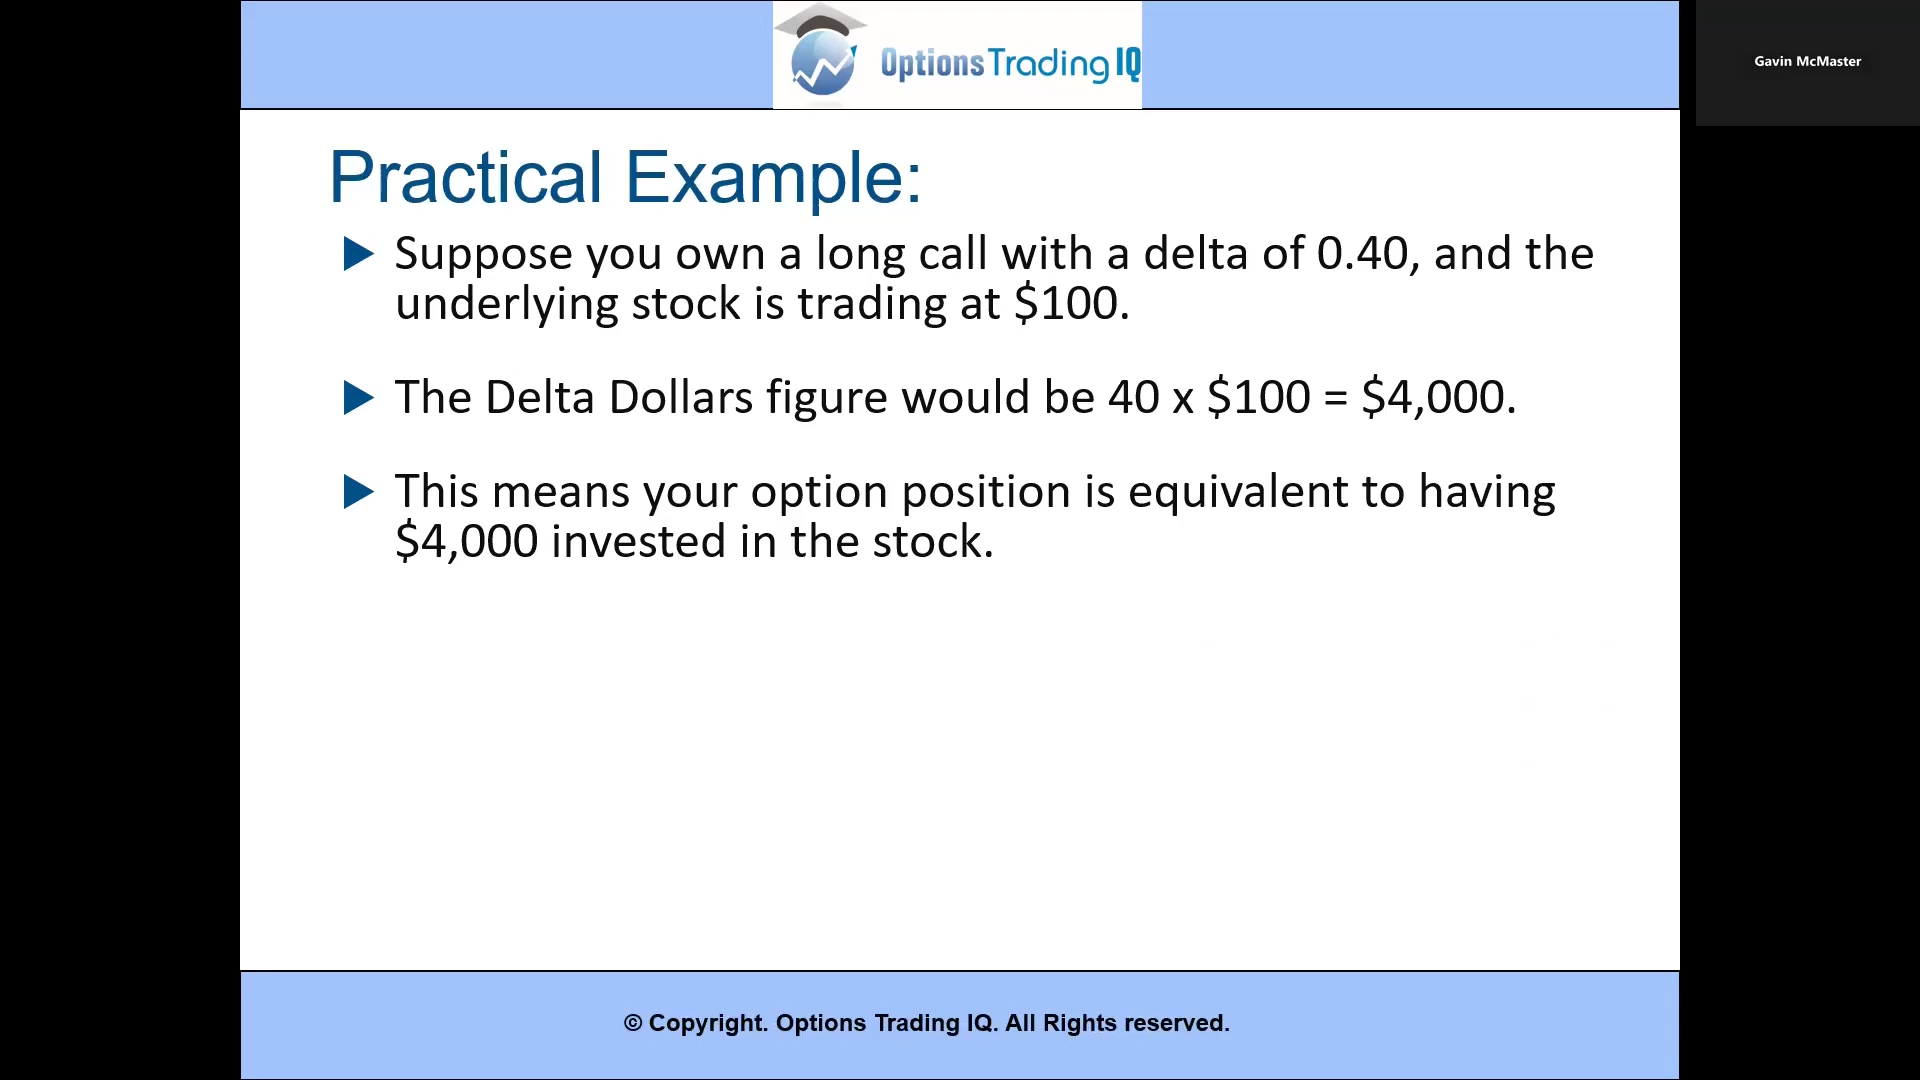 Options Trading IQ
Gavin McMaster
Practical Example:
Suppose you own a long call with a delta of 0.40, and the
underlying stock is trading at $100.
The Delta Dollars figure would be 40 x $100 = $4,000.
This means your option position is equivalent to having
$4,000 invested in the stock.
© Copyright. Options Trading IQ. All Rights reserved.